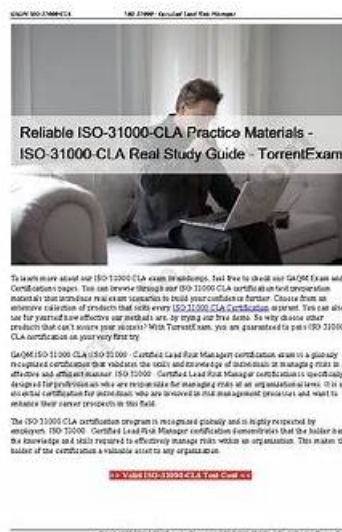 GAQM ISO-31000-CLA
ISO 31000 - Certified Lead Risk Manager
Reliable ISO-31000-CLA Practice Materials -
ISO-31000-CLA Real Study Guide - TorrentExam
To learn more about our ISO-31000-CLA exam braindumps, feel free to check our GAQM Exam and
Certifications pages. You can browse through our ISO-31000-CLA certification test preparation
materials that introduce real exam scenarios to build your confidence further. Choose from an
extensive collection of products that suits every ISO-31000-CLA Certification aspirant. You can also
see for yourself how effective our methods are, by trying our free demo. So why choose other
products that can't assure your success? With TorrentExam, you are guaranteed to pass ISO-31000-
CLA certification on your very first try.
GAQM ISO-31000-CLA (ISO 31000 - Certified Lead Risk Manager) certification exam is a globally
recognized certification that validates the skills and knowledge of individuals in managing risks in
effective and efficient manner. ISO 31000 - Certified Lead Risk Manager certification is specifically
designed for professionals who are responsible for managing risks at an organizational level. It is
essential certification for individuals who are involved in risk management processes and want to
enhance their career prospects in this field.
The ISO-31000-CLA certification program is recognized globally and is highly respected by
employers. ISO 31000 - Certified Lead Risk Manager certification demonstrates that the holder has
the knowledge and skills required to effectively manage risks within an organization. This makes the
holder of the certification a valuable asset to any organization.
>> Valid ISO-31000-CLA Test Cost <<